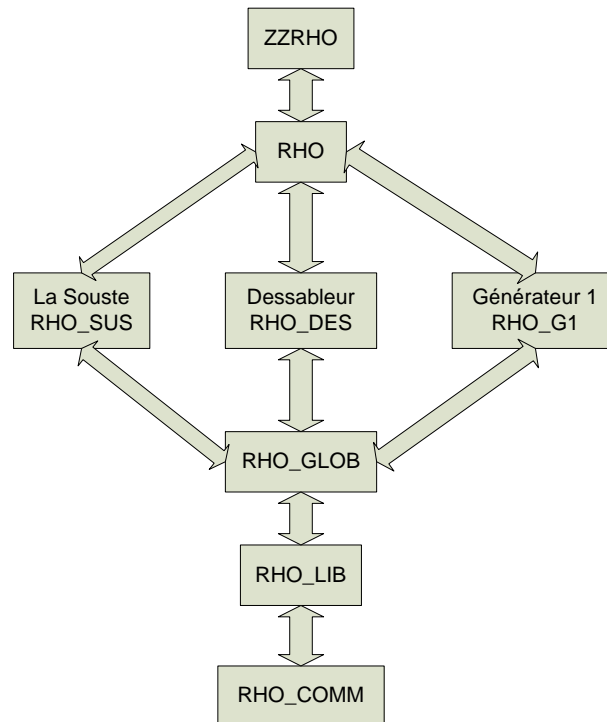 ZZRHO
RHO
La Souste
RHO_SUS
Dessableur
RHO_DES
Générateur 1
RHO_G1
RHO_GLOB
RHO_LIB
RHO_COMM